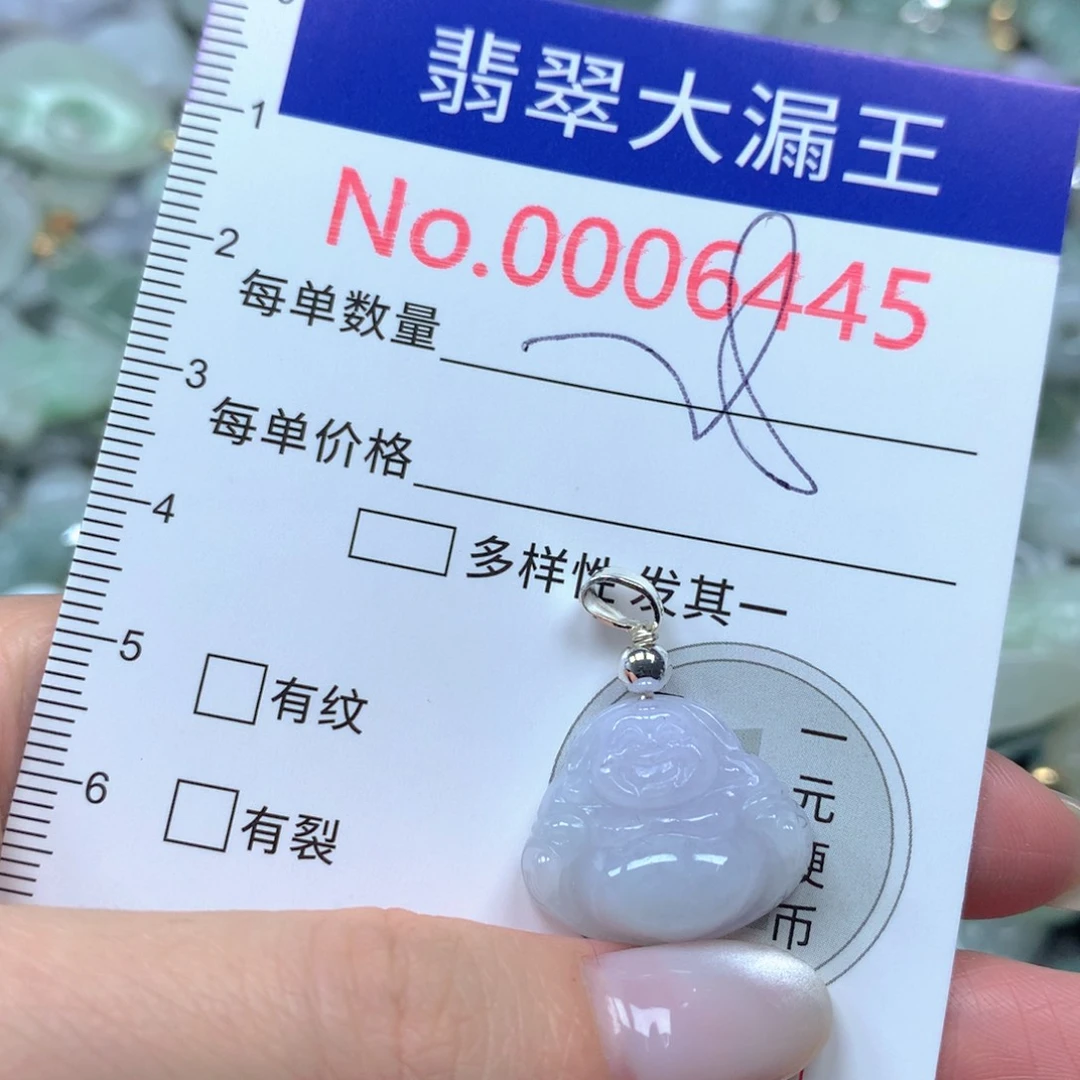 翡翠大漏王
No.0006445
每单数量
每单价格
多样性 发其一
有纹
有裂
一元硬币
1
2
3
4
5
6